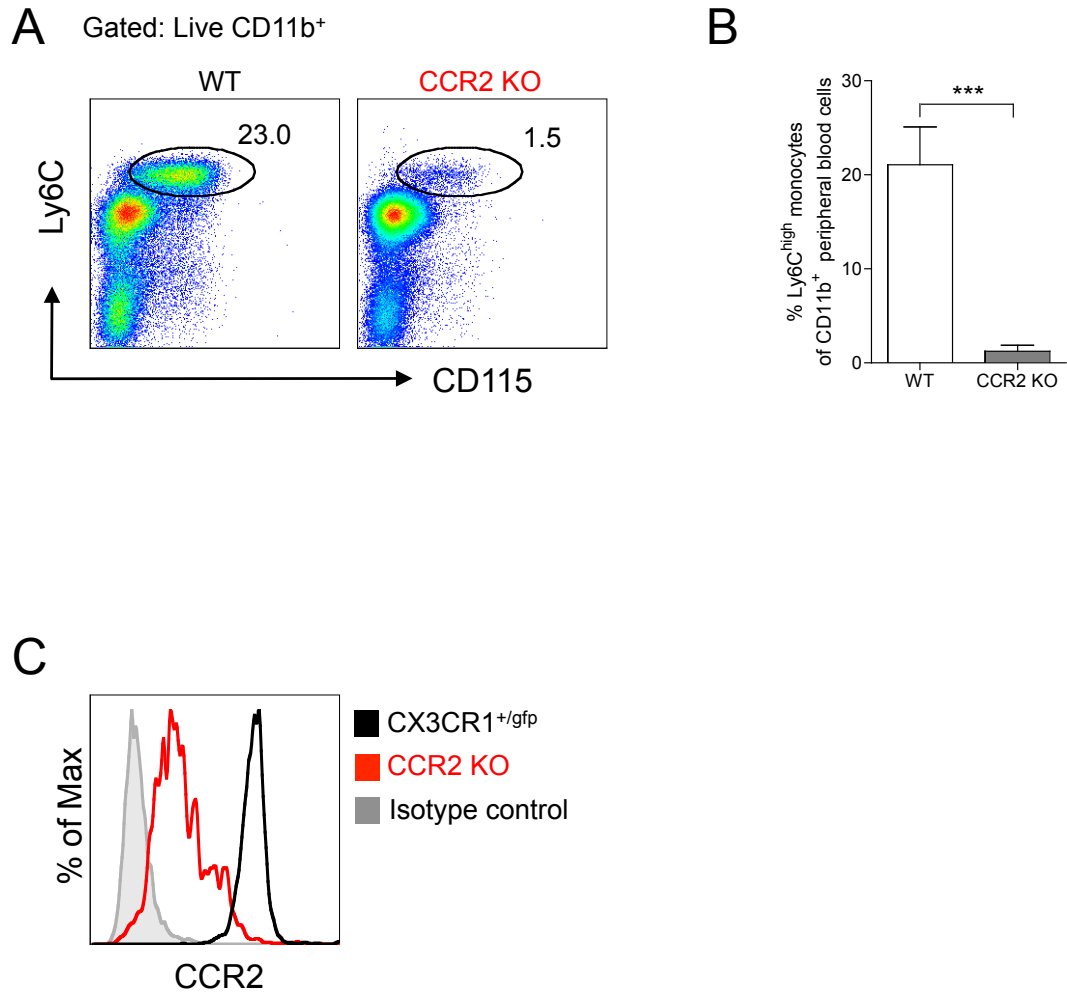 A
Gated: Live CD11b⁺
WT
CCR2 KO
23.0
1.5
Ly6C
CD115
B
30
20
10
0
***
% Ly6Cʰⁱᵍʰ monocytes
of CD11b⁺ peripheral blood cells
WT
CCR2 KO
C
% of Max
CCR2
CX3CR1⁺/ᵍᶠᵖ
CCR2 KO
Isotype control